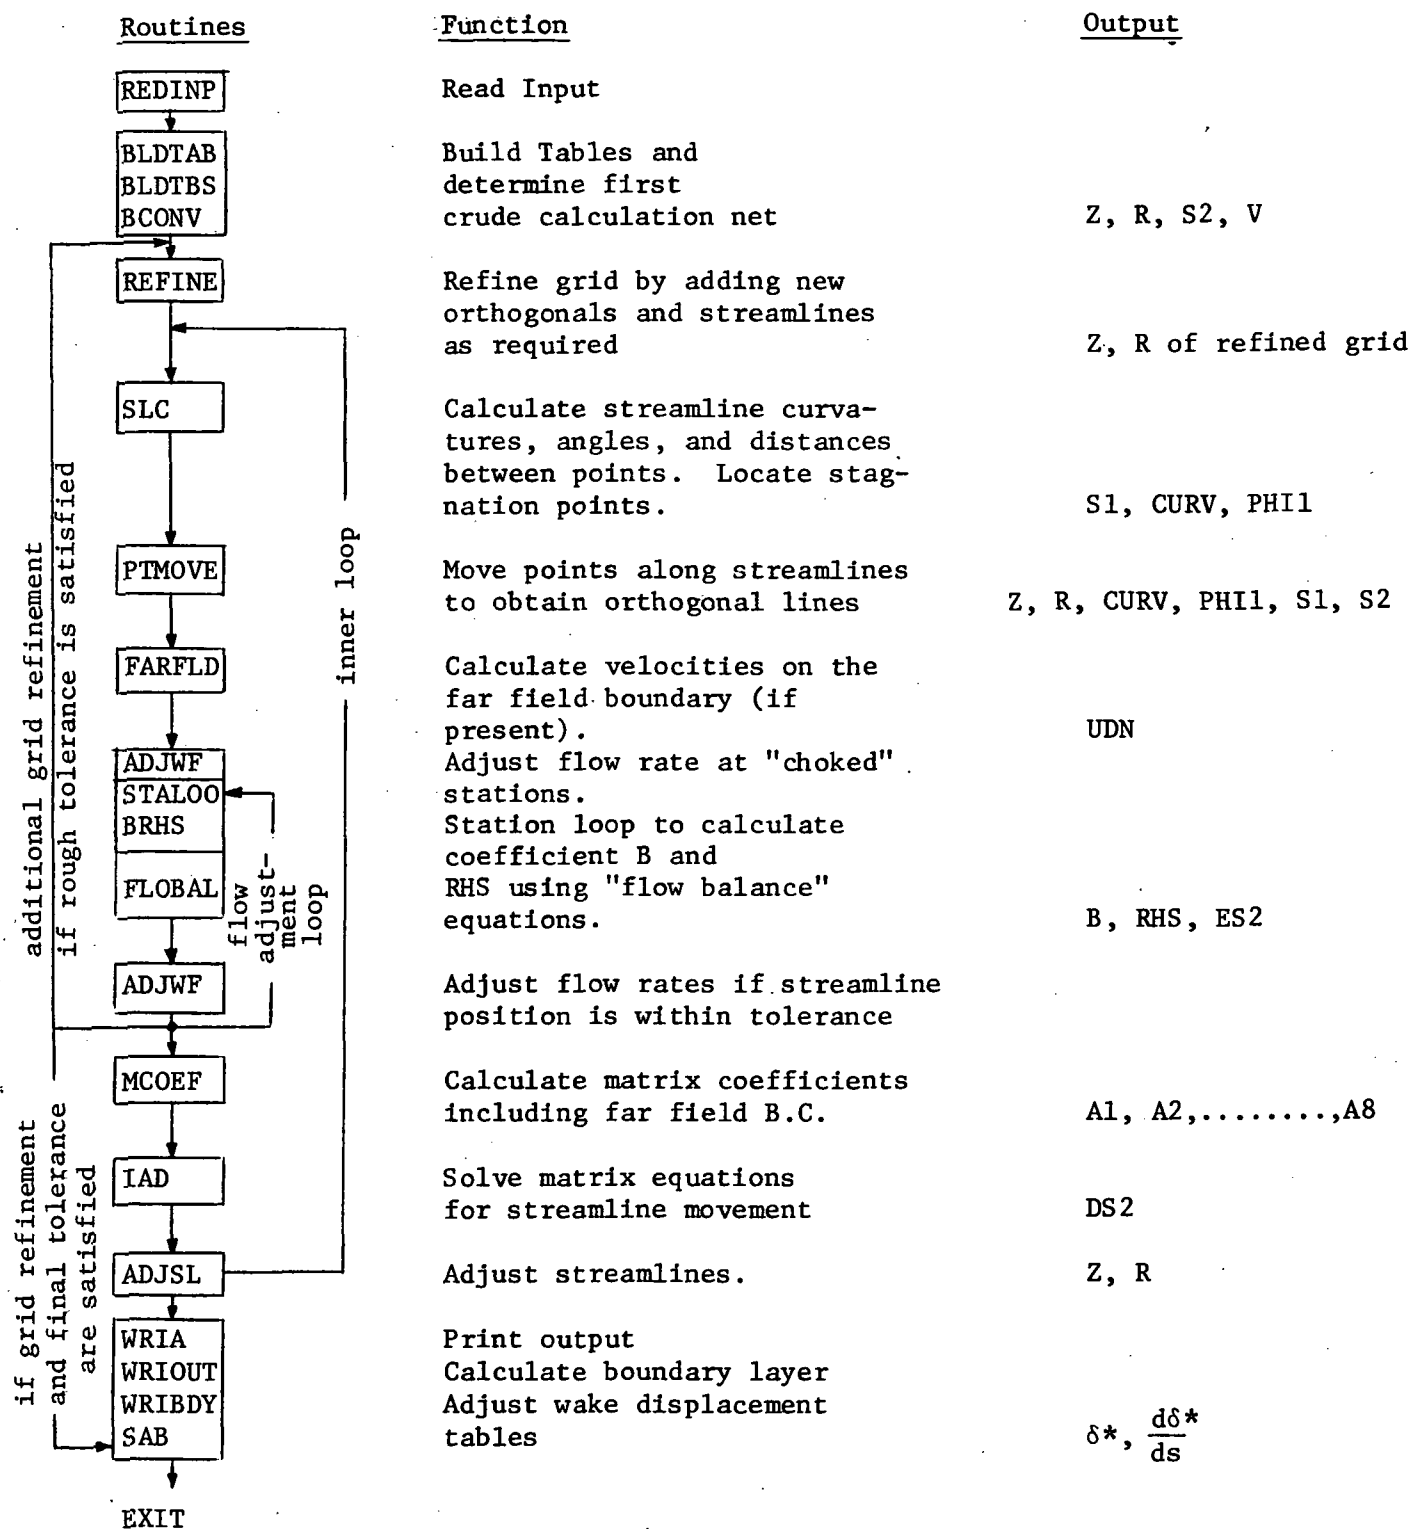 Routines Function Output
REDINP Read Input
BLDTAB Build Tables and
BLDTBS determine first
BCONV crude calculation net Z, R, S2, V
REFINE Refine grid by adding new
orthogonals and streamlines
as required Z, R of refined grid
SLC Calculate streamline curva-
tures, angles, and distances
between points. Locate stag-
nation points. S1, CURV, PHI1
PTMOVE Move points along streamlines
to obtain orthogonal lines Z, R, CURV, PHI1, S1, S2
FARFLD Calculate velocities on the
far field boundary (if
present). UDN
ADJWF Adjust flow rate at "choked"
STALOO stations.
BRHS Station loop to calculate
coefficient B and
FLOBAL RHS using "flow balance"
equations. B, RHS, ES2
ADJWF Adjust flow rates if streamline
position is within tolerance
MCOEF Calculate matrix coefficients
including far field B.C. A1, A2,........,A8
IAD Solve matrix equations
for streamline movement DS2
ADJSL Adjust streamlines. Z, R
WRIA Print output
WRIOUT Calculate boundary layer
WRIBDY Adjust wake displacement
SAB tables δ*, dδ*/ds
EXIT
additional grid refinement
if rough tolerance is satisfied
inner loop
flow
adjust-
ment
loop
if grid refinement
and final tolerance
are satisfied